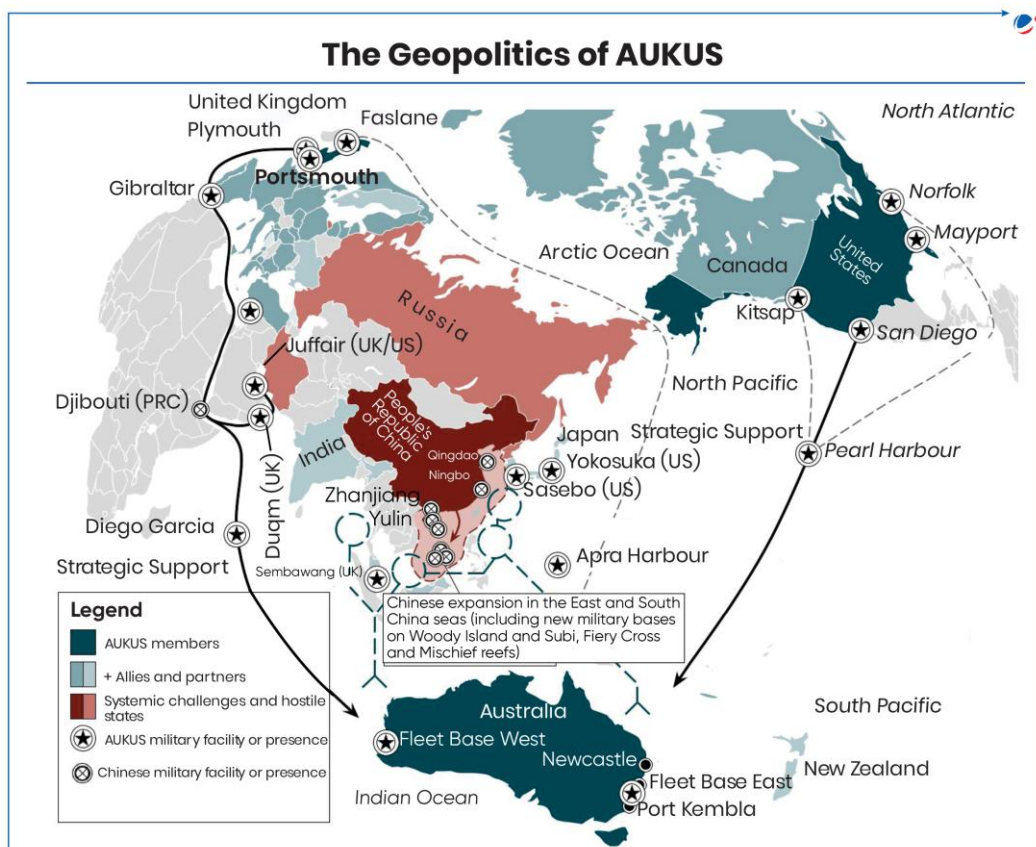 The Geopolitics of AUKUS
United Kingdom
Plymouth
Faslane
North Atlantic
Portsmouth
Gibraltar
Norfolk
Mayport
Arctic Ocean
Canada
United
States
Kitsap
San Diego
Russia
Juffair (UK/US)
North Pacific
Djibouti (PRC)
People's
Republic
of China
India
Qingdao
Ningbo
Japan
Yokosuka (US)
Sasebo (US)
Strategic Support
Pearl Harbour
Zhanjiang
Yulin
Duqm (UK)
Diego Garcia
Strategic Support
Sembawang (UK)
Apra Harbour
Chinese expansion in the East and South
China seas (including new military bases
on Woody Island and Subi, Fiery Cross
and Mischief reefs)
Legend
AUKUS members
+ Allies and partners
Systemic challenges and hostile
states
AUKUS military facility or presence
Chinese military facility or presence
Australia
Fleet Base West
Newcastle
Fleet Base East
Port Kembla
Indian Ocean
South Pacific
New Zealand